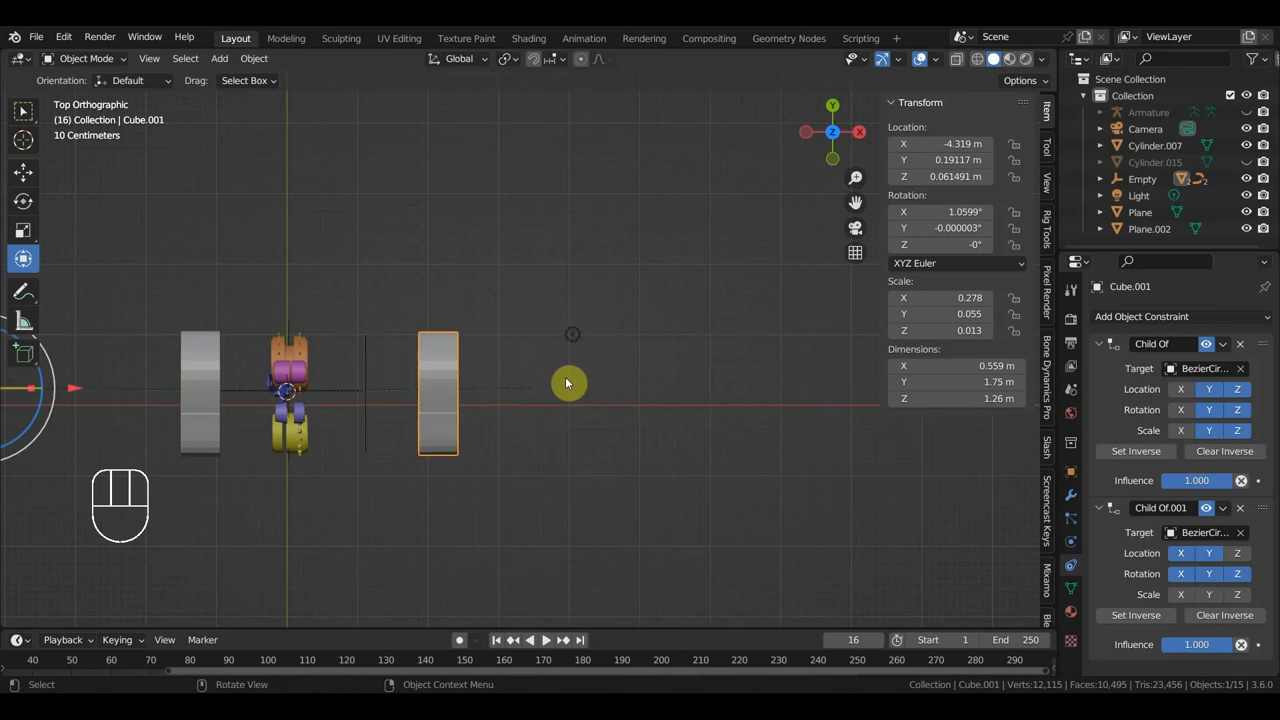 File Edit Render Window Help Layout Modeling Sculpting UV Editing Texture Paint Shading Animation Rendering Compositing Geometry Nodes Scripting + Scene ViewLayer
Object Mode View Select Add Object Global
Orientation: Default Drag: Select Box Options
Top Orthographic
(16) Collection | Cube.001
10 Centimeters
Y
X
Z
Transform
Location:
X -4.319 m
Y 0.19117 m
Z 0.061491 m
Rotation:
X 1.0599°
Y -0.000003°
Z -0°
XYZ Euler
Scale:
X 0.278
Y 0.055
Z 0.013
Dimensions:
X 0.559 m
Y 1.75 m
Z 1.26 m
Item
Tool
View
Rig Tools
Pixel Render
Bone Dynamics Pro
Slash
Screencast Keys
Mixamo
Ble
Scene Collection
Collection
Armature
Camera
Cylinder.007
Cylinder.015
Empty 2 2
Light
Plane
Plane.002
Cube.001
Add Object Constraint
Child Of
Target BezierCir...
Location X Y Z
Rotation X Y Z
Scale X Y Z
Set Inverse Clear Inverse
Influence 1.000
Child Of.001
Target BezierCir...
Location X Y Z
Rotation X Y Z
Scale X Y Z
Set Inverse Clear Inverse
Influence 1.000
Playback Keying View Marker 16 Start 1 End 250
40 50 60 70 80 90 100 110 120 130 140 150 160 170 180 190 200 210 220 230 240 250 260 270 280 290
Select Rotate View Object Context Menu Collection | Cube.001 | Verts:12,115 | Faces:10,495 | Tris:23,456 | Objects:1/15 | 3.6.0